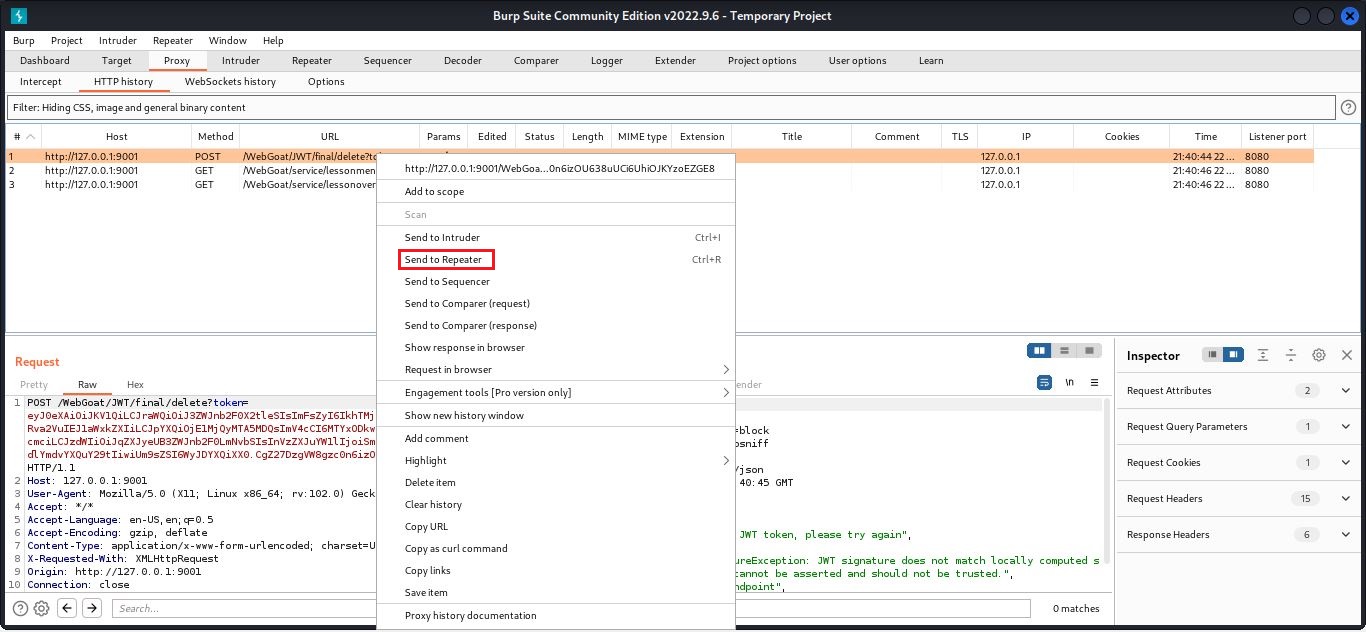 Burp Suite Community Edition v2022.9.6 - Temporary Project
Burp Project Intruder Repeater Window Help
Dashboard Target Proxy Intruder Repeater Sequencer Decoder Comparer Logger Extender Project options User options Learn
Intercept HTTP history WebSockets history Options
Filter: Hiding CSS, image and general binary content
# Host Method URL Params Edited Status Length MIME type Extension Title Comment TLS IP Cookies Time Listener port
1 http://127.0.0.1:9001 POST /WebGoat/JWT/final/delete?to 127.0.0.1 21:40:44 22 ... 8080
2 http://127.0.0.1:9001 GET /WebGoat/service/lessonmen 127.0.0.1 21:40:46 22 ... 8080
3 http://127.0.0.1:9001 GET /WebGoat/service/lessonover 127.0.0.1 21:40:46 22 ... 8080
http://127.0.0.1:9001/WebGoa...0n6izOU638uUCi6UhiOJKYzoEZGE8
Add to scope
Scan
Send to Intruder Ctrl+I
Send to Repeater Ctrl+R
Send to Sequencer
Send to Comparer (request)
Send to Comparer (response)
Show response in browser
Request in browser
Engagement tools [Pro version only]
Show new history window
Add comment
Highlight
Delete item
Clear history
Copy URL
Copy as curl command
Copy links
Save item
Proxy history documentation
Request
Pretty Raw Hex
1 POST /WebGoat/JWT/final/delete?token=
HTTP/1.1
2 Host: 127.0.0.1:9001
3 User-Agent: Mozilla/5.0 (X11; Linux x86_64; rv:102.0) Geck
4 Accept: */*
5 Accept-Language: en-US,en;q=0.5
6 Accept-Encoding: gzip, deflate
7 Content-Type: application/x-www-form-urlencoded; charset=U
8 X-Requested-With: XMLHttpRequest
9 Origin: http://127.0.0.1:9001
10 Connection: close
Search...
ender
\n
=block
osniff
/json
40:45 GMT
JWT token, please try again",
ureException: JWT signature does not match locally computed s
cannot be asserted and should not be trusted.",
ndpoint",
0 matches
Inspector
Request Attributes 2
Request Query Parameters 1
Request Cookies 1
Request Headers 15
Response Headers 6